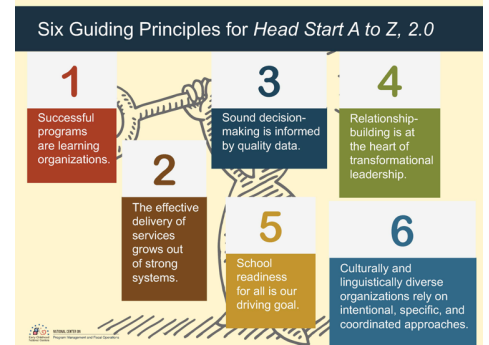 Six Guiding Principles for Head Start A to Z, 2.0
1
Successful
programs
are learning
organizations.
2
The effective
delivery of
services
grows out
of strong
systems.
3
Sound decision-
making is informed
by quality data.
4
Relationship-
building is at
the heart of
transformational
leadership.
5
School
readiness
for all is our
driving goal.
6
Culturally and
linguistically diverse
organizations rely on
intentional, specific, and
coordinated approaches.
NATIONAL CENTER ON
Program Management and Fiscal Operations